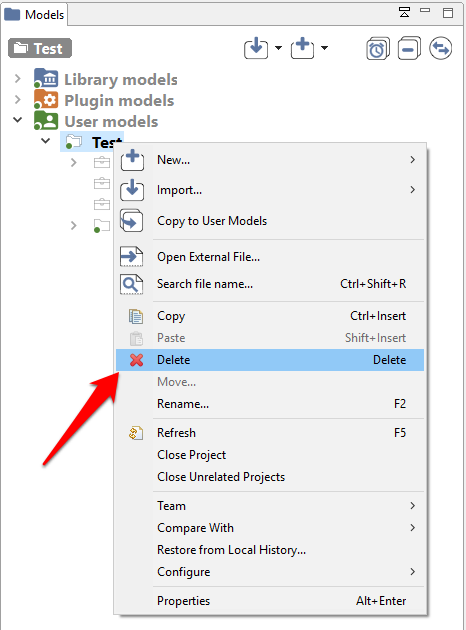 Models
Test
Library models
Plugin models
User models
Test
New...
Import...
Copy to User Models
Open External File...
Search file name... Ctrl+Shift+R
Copy Ctrl+Insert
Paste Shift+Insert
Delete Delete
Move...
Rename... F2
Refresh F5
Close Project
Close Unrelated Projects
Team
Compare With
Restore from Local History...
Configure
Properties Alt+Enter